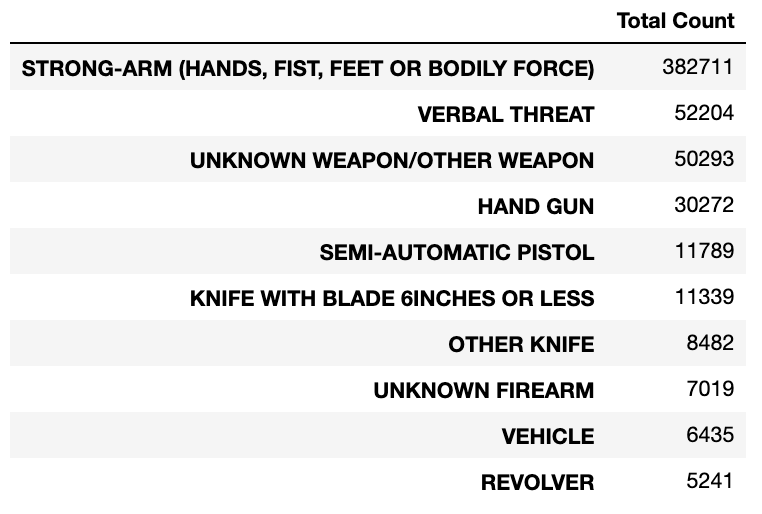 Total Count
STRONG-ARM (HANDS, FIST, FEET OR BODILY FORCE) 382711
VERBAL THREAT 52204
UNKNOWN WEAPON/OTHER WEAPON 50293
HAND GUN 30272
SEMI-AUTOMATIC PISTOL 11789
KNIFE WITH BLADE 6INCHES OR LESS 11339
OTHER KNIFE 8482
UNKNOWN FIREARM 7019
VEHICLE 6435
REVOLVER 5241